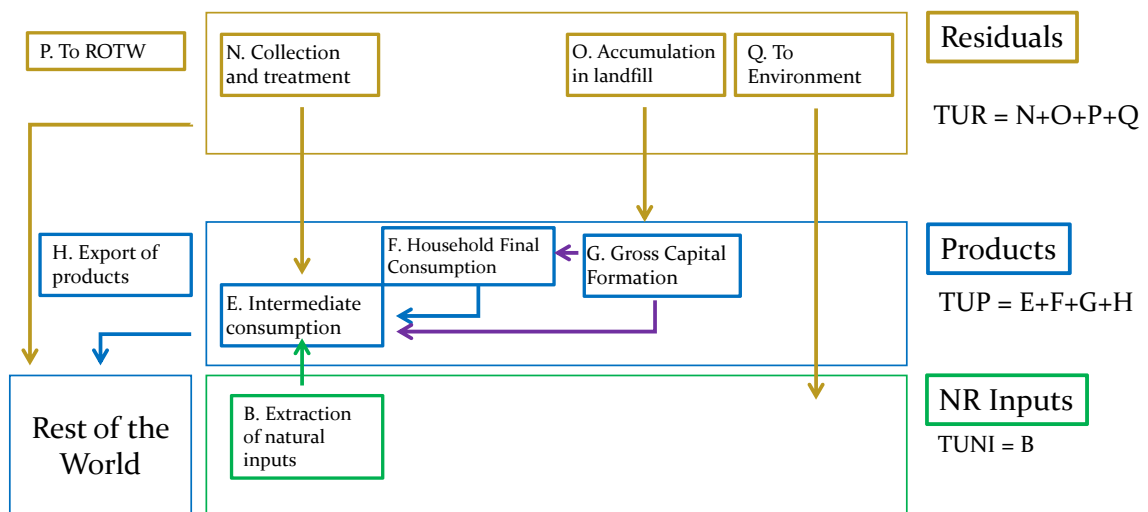 P. To ROTW
N. Collection
and treatment
O. Accumulation
in landfill
Q. To
Environment
Residuals
TUR = N+O+P+Q
H. Export of
products
F. Household Final
Consumption
G. Gross Capital
Formation
E. Intermediate
consumption
Products
TUP = E+F+G+H
Rest of the
World
B. Extraction
of natural
inputs
NR Inputs
TUNI = B